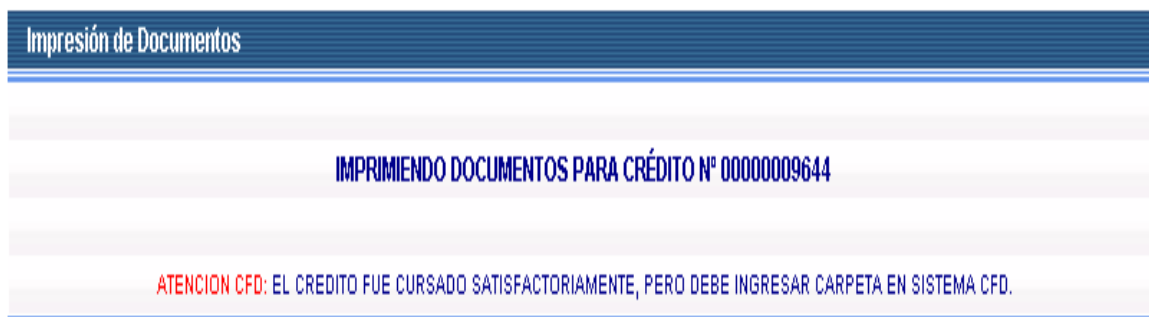 Impresión de Documentos
IMPRIMIENDO DOCUMENTOS PARA CRÉDITO Nº 00000009644
ATENCION CFD: EL CREDITO FUE CURSADO SATISFACTORIAMENTE, PERO DEBE INGRESAR CARPETA EN SISTEMA CFD.